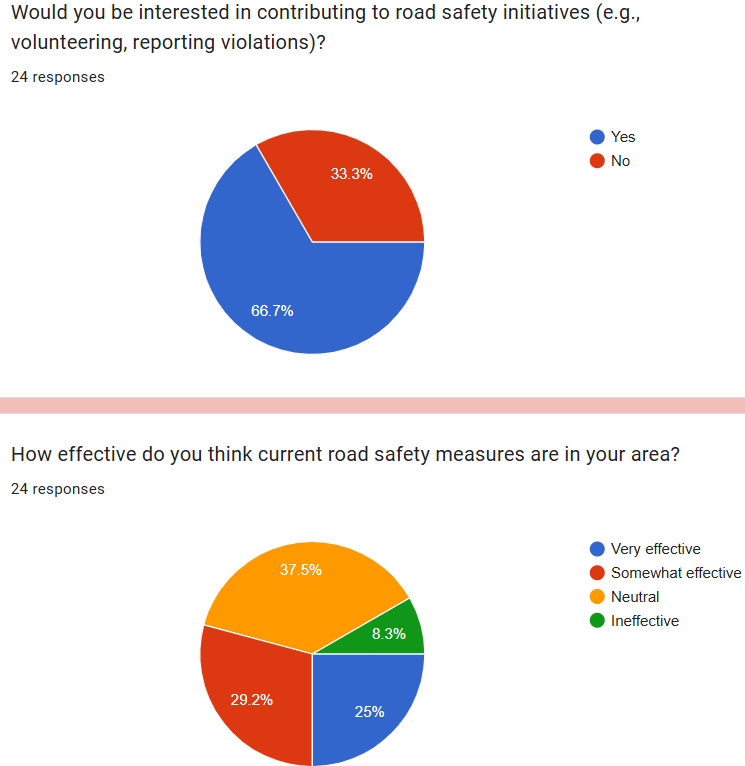 Would you be interested in contributing to road safety initiatives (e.g.,
volunteering, reporting violations)?
24 responses
Yes
No
33.3%
66.7%
How effective do you think current road safety measures are in your area?
24 responses
Very effective
Somewhat effective
Neutral
Ineffective
37.5%
8.3%
29.2%
25%